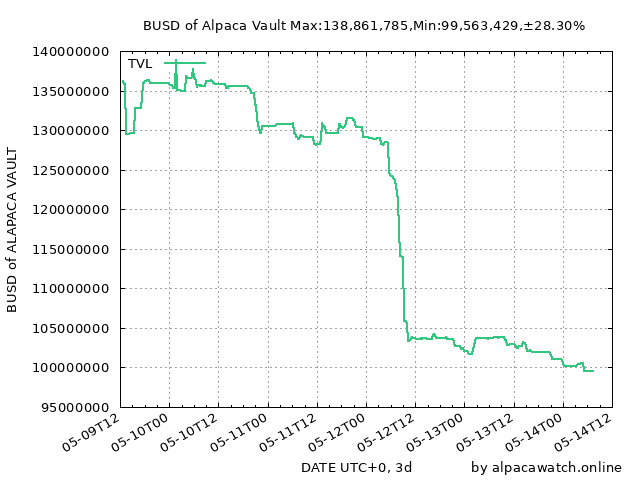 BUSD of Alpaca Vault Max:138,861,785,Min:99,563,429,±28.30%
TVL
BUSD of ALAPACA VAULT
140000000
135000000
130000000
125000000
120000000
115000000
110000000
105000000
100000000
95000000
05-09T12
05-10T00
05-10T12
05-11T00
05-11T12
05-12T00
05-12T12
05-13T00
05-13T12
05-14T00
05-14T12
DATE UTC+0, 3d
by alpacawatch.online